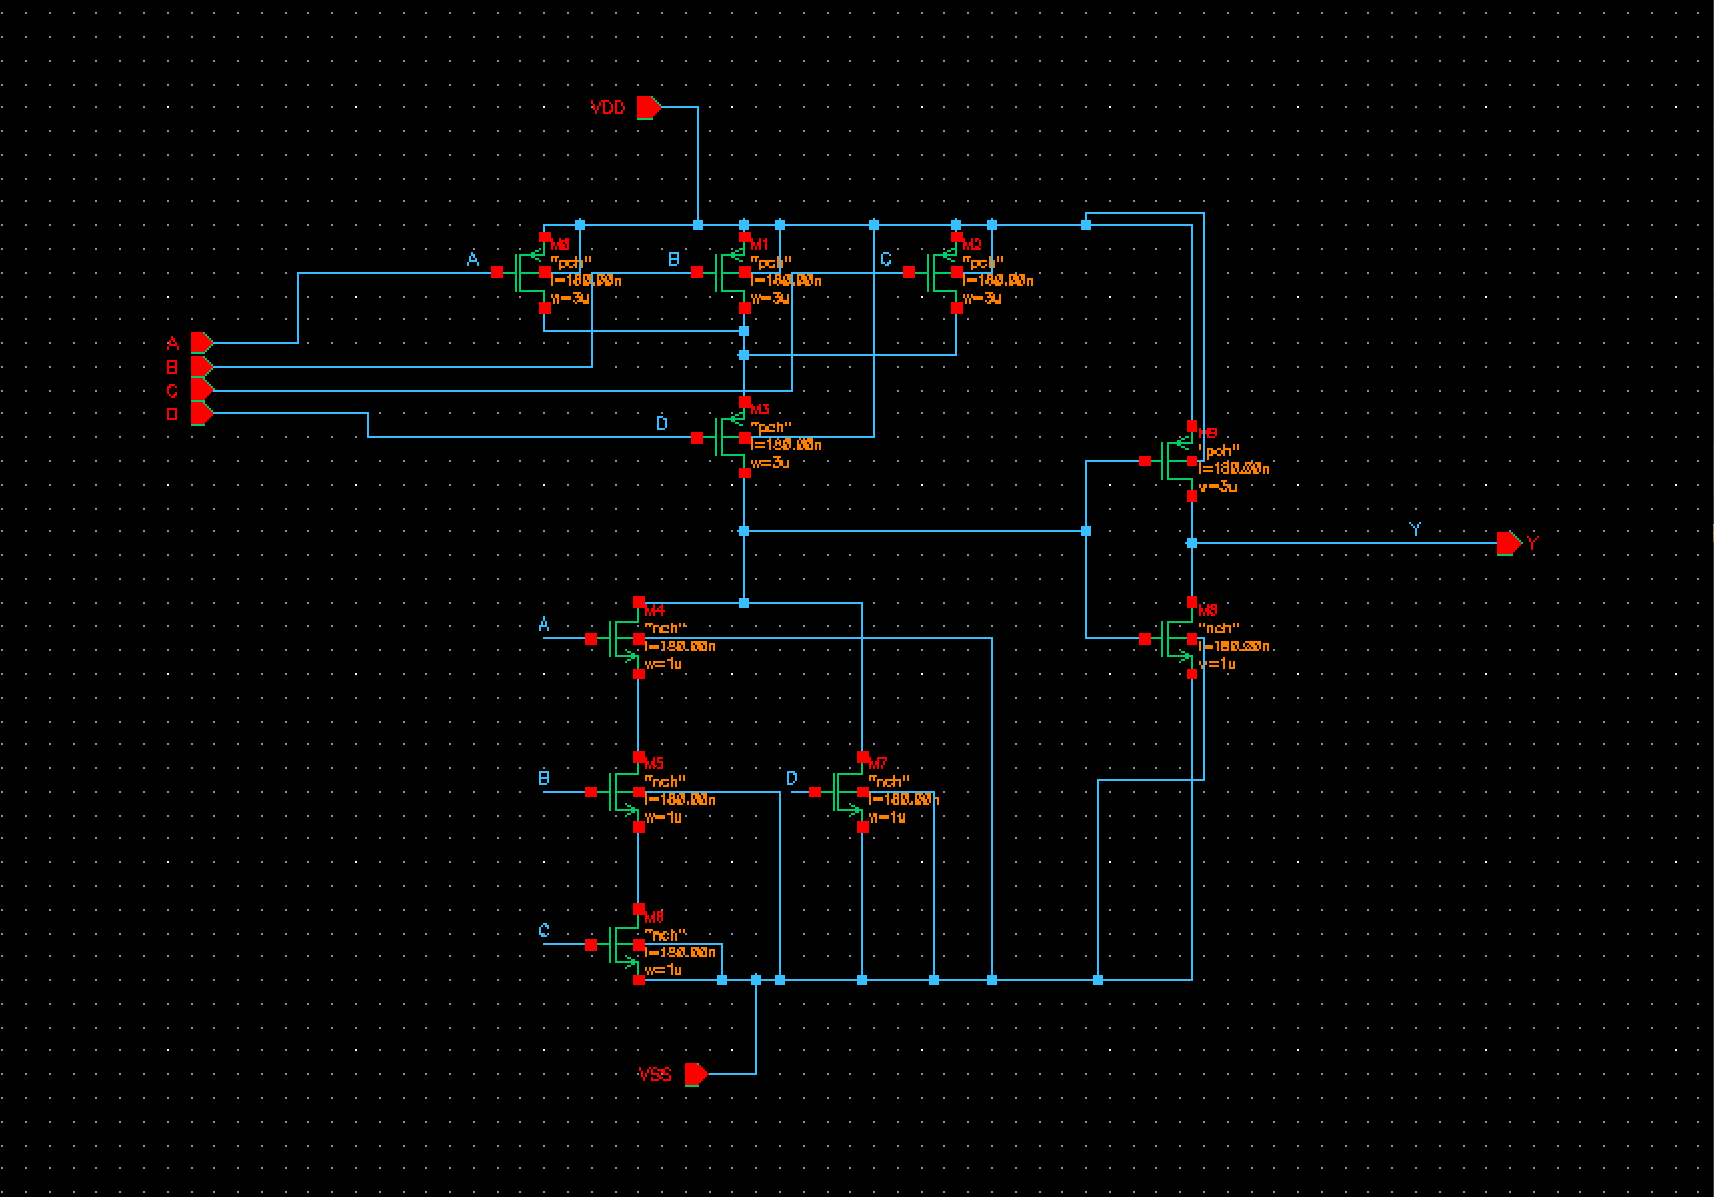 VDD
M0
"pch"
l=180.00n
w=3u
A
M1
"pch"
l=180.00n
w=3u
B
M2
"pch"
l=180.00n
w=3u
C
A
B
C
D
D
M3
"pch"
l=180.00n
w=3u
"pch"
l=180.00n
w=3u
Y
Y
A
M4
"nch"
l=180.00n
w=1u
"nch"
l=180.00n
w=1u
B
M5
"nch"
l=180.00n
w=1u
D
M7
"nch"
l=180.00n
w=1u
C
M6
"nch"
l=180.00n
w=1u
VSS